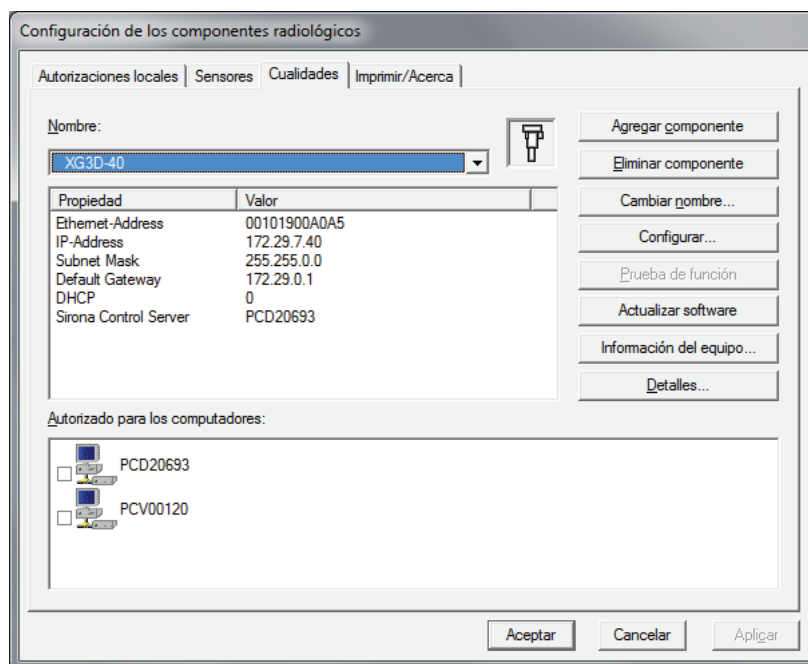 Configuración de los componentes radiológicos
Autorizaciones locales Sensores Cualidades Imprimir/Acerca
Nombre:
XG3D-40
Agregar componente
Eliminar componente
Cambiar nombre...
Configurar...
Prueba de función
Actualizar software
Información del equipo...
Detalles...
Propiedad Valor
Ethernet-Address 00101900A0A5
IP-Address 172.29.7.40
Subnet Mask 255.255.0.0
Default Gateway 172.29.0.1
DHCP 0
Sirona Control Server PCD20693
Autorizado para los computadores:
PCD20693
PCV00120
Aceptar Cancelar Aplicar